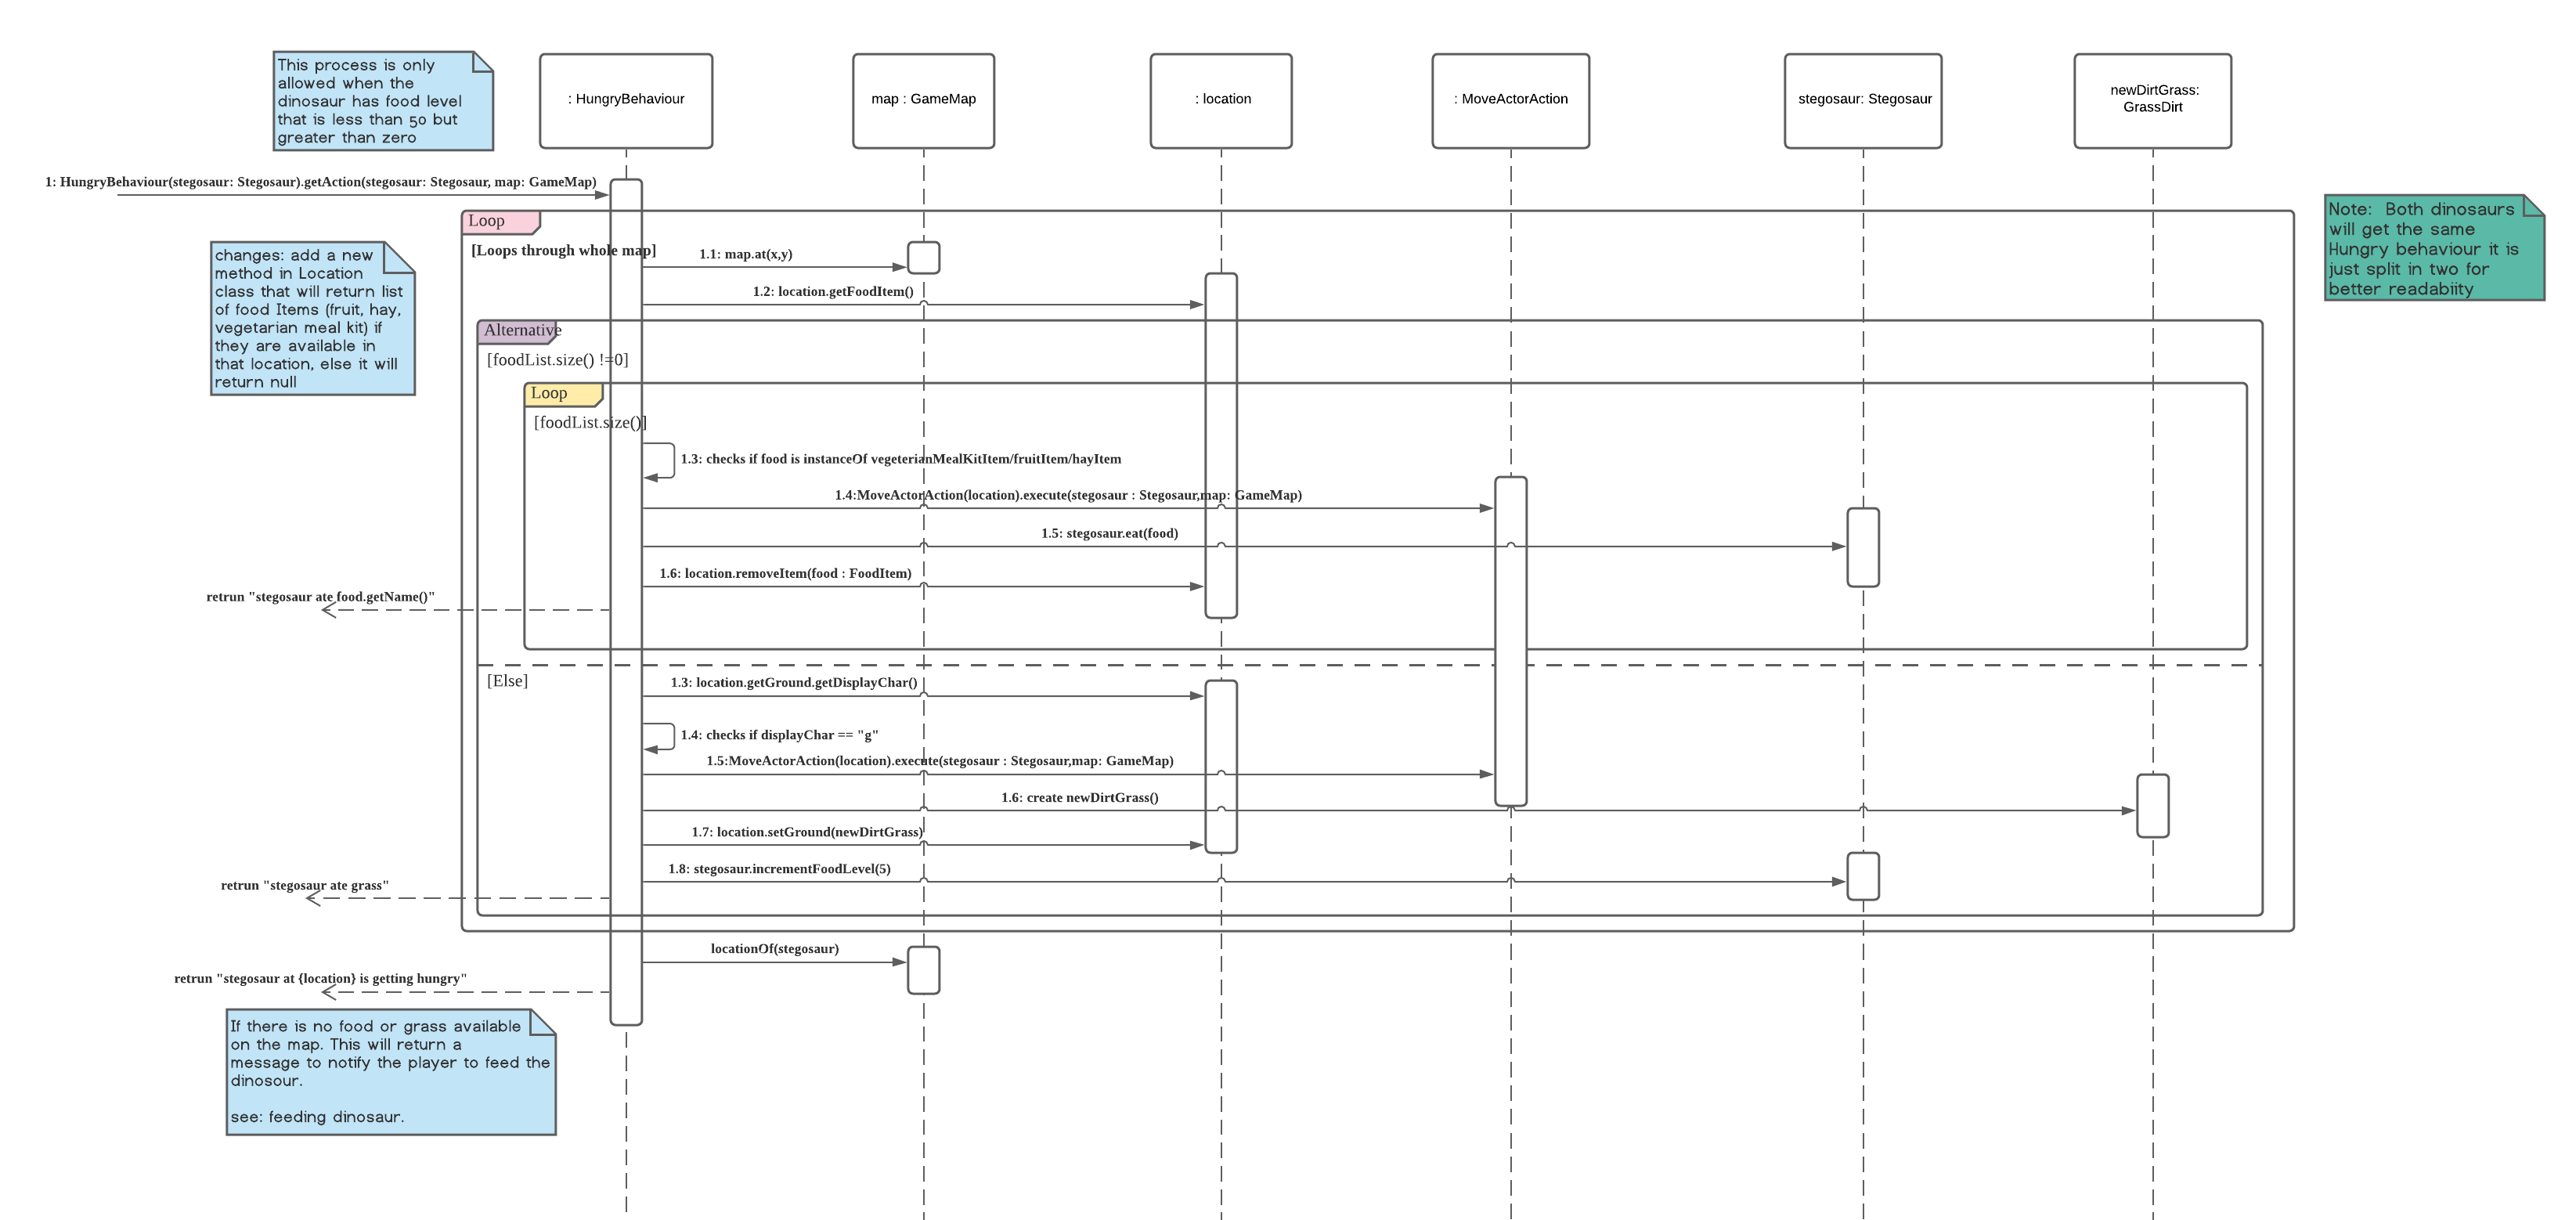 This process is only
allowed when the
dinosaur has food level
that is less than 50 but
greater than zero
: HungryBehaviour
map : GameMap
: location
: MoveActorAction
stegosaur: Stegosaur
newDirtGrass:
GrassDirt
1: HungryBehaviour(stegosaur: Stegosaur).getAction(stegosaur: Stegosaur, map: GameMap)
Note:  Both dinosaurs
will get the same
Hungry behaviour it is
just split in two for
better readabiity
Loop
[Loops through whole map]
changes: add a new
method in Location
class that will return list
of food Items (fruit, hay,
vegetarian meal kit) if
they are available in
that location, else it will
return null
1.1: map.at(x,y)
1.2: location.getFoodItem()
Alternative
[foodList.size() !=0]
Loop
[foodList.size()]
1.3: checks if food is instanceOf vegeterianMealKitItem/fruitItem/hayItem
1.4:MoveActorAction(location).execute(stegosaur : Stegosaur,map: GameMap)
1.5: stegosaur.eat(food)
1.6: location.removeItem(food : FoodItem)
retrun "stegosaur ate food.getName()"
[Else]
1.3: location.getGround.getDisplayChar()
1.4: checks if displayChar == "g"
1.5:MoveActorAction(location).execute(stegosaur : Stegosaur,map: GameMap)
1.6: create newDirtGrass()
1.7: location.setGround(newDirtGrass)
1.8: stegosaur.incrementFoodLevel(5)
retrun "stegosaur ate grass"
locationOf(stegosaur)
retrun "stegosaur at {location} is getting hungry"
If there is no food or grass available
on the map. This will return a
message to notify the player to feed the
dinosour.
see: feeding dinosaur.